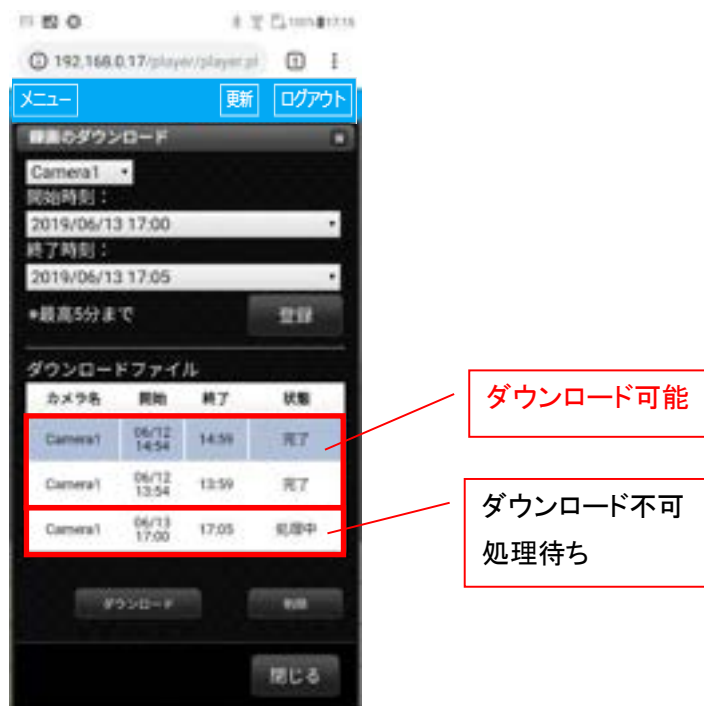 100% 17:15
192.168.0.17/player/player.pl
メニュー 更新 ログアウト
録画のダウンロード
Camera1
開始時刻：
2019/06/13 17:00
終了時刻：
2019/06/13 17:05
*最高5分まで 登録
ダウンロードファイル
カメラ名 開始 終了 状態
Camera1 06/12 14:54 14:59 完了
Camera1 06/12 13:54 13:59 完了
Camera1 06/13 17:00 17:05 処理中
ダウンロード 削除
閉じる
ダウンロード可能
ダウンロード不可
処理待ち